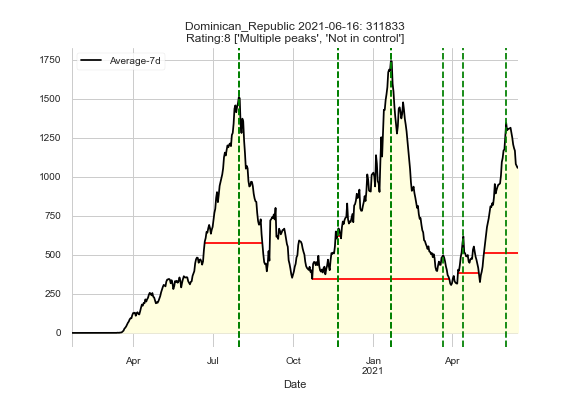 Dominican_Republic 2021-06-16: 311833
Rating:8 ['Multiple peaks', 'Not in control']
Average-7d
1750
1500
1250
1000
750
500
250
0
Apr
Jul
Oct
Jan
2021
Apr
Date